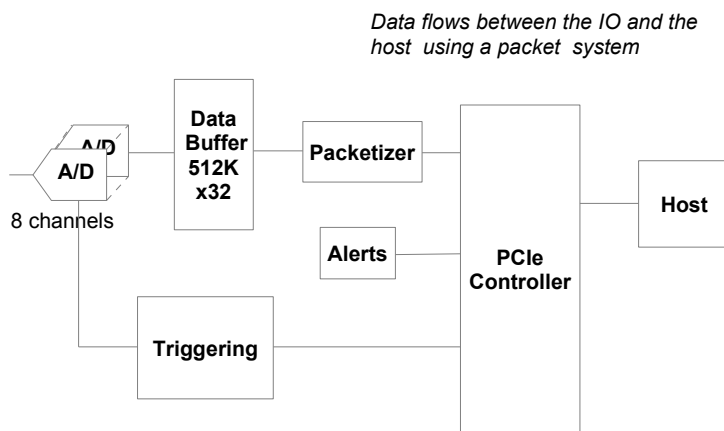 Data flows between the IO and the
host using a packet system
Data
Buffer
512K
x32
A/D
A/D
8 channels
Packetizer
Host
Alerts
PCIe
Controller
Triggering